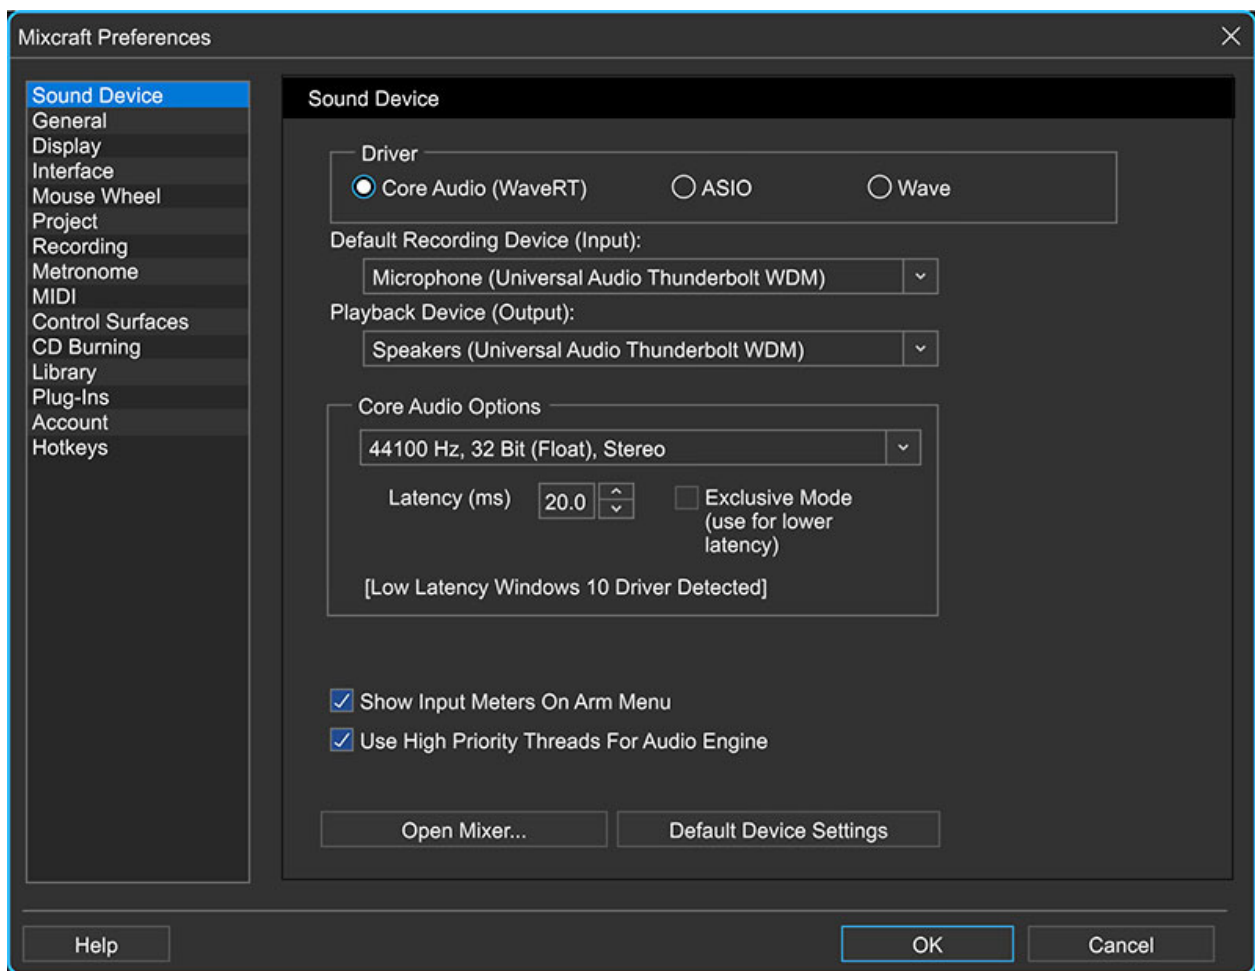 Mixcraft Preferences
Sound Device
General
Display
Interface
Mouse Wheel
Project
Recording
Metronome
MIDI
Control Surfaces
CD Burning
Library
Plug-Ins
Account
Hotkeys
Sound Device
Driver
Core Audio (WaveRT) ASIO Wave
Default Recording Device (Input):
Microphone (Universal Audio Thunderbolt WDM)
Playback Device (Output):
Speakers (Universal Audio Thunderbolt WDM)
Core Audio Options
44100 Hz, 32 Bit (Float), Stereo
Latency (ms) 20.0 Exclusive Mode
(use for lower
latency)
[Low Latency Windows 10 Driver Detected]
Show Input Meters On Arm Menu
Use High Priority Threads For Audio Engine
Open Mixer... Default Device Settings
Help OK Cancel